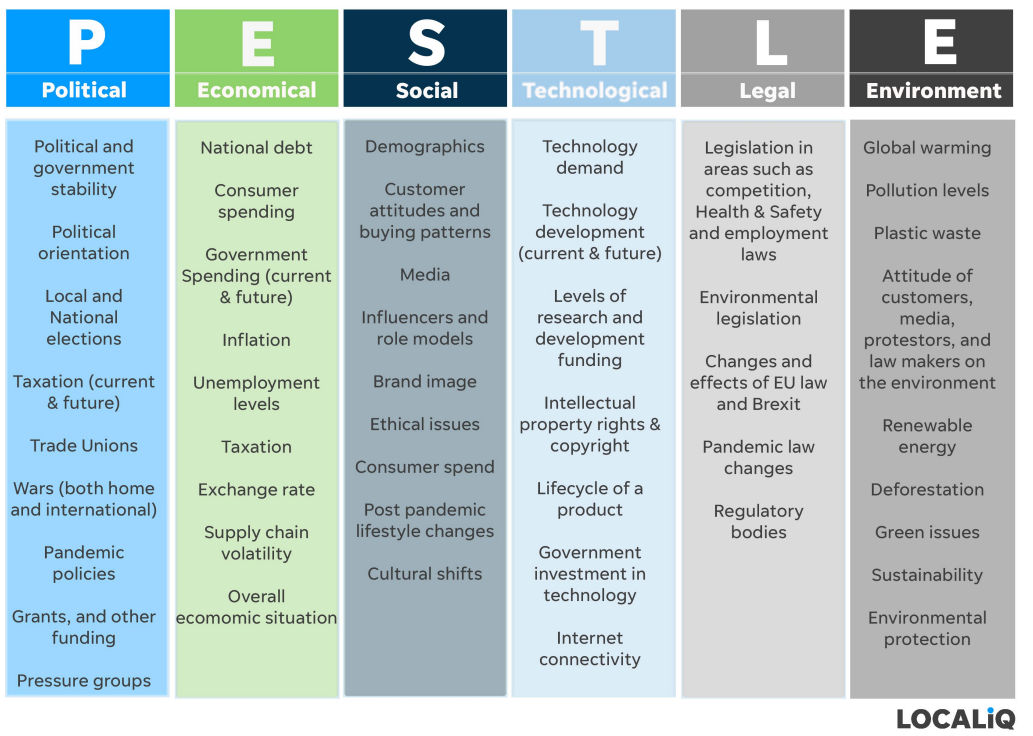 P
Political
Political and
government
stability
Political
orientation
Local and
National
elections
Taxation (current
& future)
Trade Unions
Wars (both home
and international)
Pandemic
policies
Grants, and other
funding
Pressure groups
E
Economical
National debt
Consumer
spending
Government
Spending (current
& future)
Inflation
Unemployment
levels
Taxation
Exchange rate
Supply chain
volatility
Overall
ecomomic situation
S
Social
Demographics
Customer
attitudes and
buying patterns
Media
Influencers and
role models
Brand image
Ethical issues
Consumer spend
Post pandemic
lifestyle changes
Cultural shifts
T
Technological
Technology
demand
Technology
development
(current & future)
Levels of
research and
development
funding
Intellectual
property rights &
copyright
Lifecycle of a
product
Government
investment in
technology
Internet
connectivity
L
Legal
Legislation in
areas such as
competition,
Health & Safety
and employment
laws
Environmental
legislation
Changes and
effects of EU law
and Brexit
Pandemic law
changes
Regulatory
bodies
E
Environment
Global warming
Pollution levels
Plastic waste
Attitude of
customers,
media,
protestors, and
law makers on
the environment
Renewable
energy
Deforestation
Green issues
Sustainability
Environmental
protection
LOCALiQ